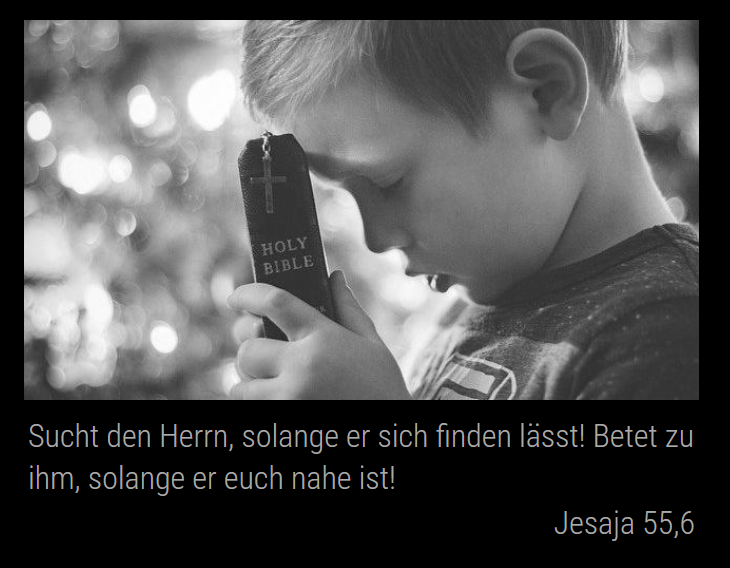 HOLY
BIBLE
Sucht den Herrn, solange er sich finden lässt! Betet zu
ihm, solange er euch nahe ist!
Jesaja 55,6